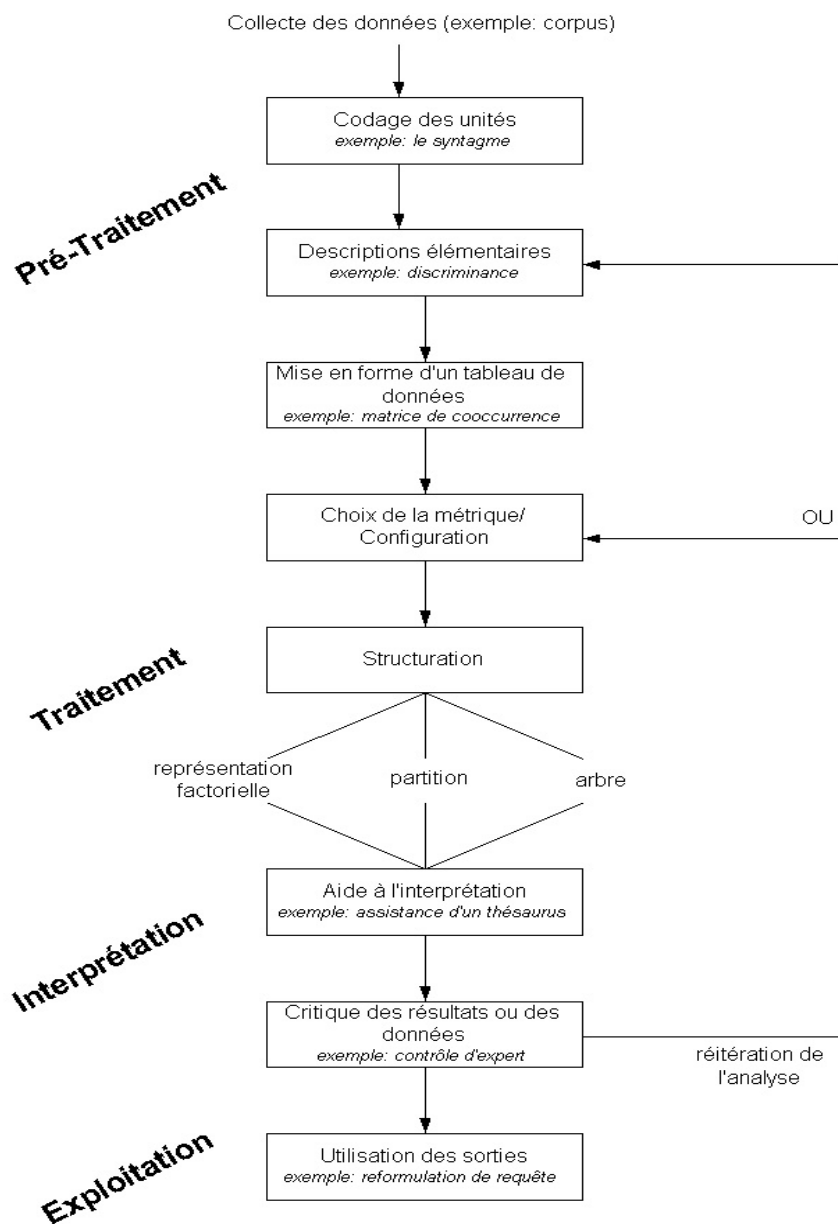 Collecte des données (exemple: corpus)
Codage des unités
exemple: le syntagme
Pré-Traitement
Descriptions élémentaires
exemple: discriminance
Mise en forme d'un tableau de
données
exemple: matrice de cooccurrence
Choix de la métrique/
Configuration
OU
Structuration
Traitement
représentation
factorielle
partition
arbre
Aide à l'interprétation
exemple: assistance d'un thésaurus
Interprétation
Critique des résultats ou des
données
exemple: contrôle d'expert
réitération de
l'analyse
Utilisation des sorties
exemple: reformulation de requête
Exploitation